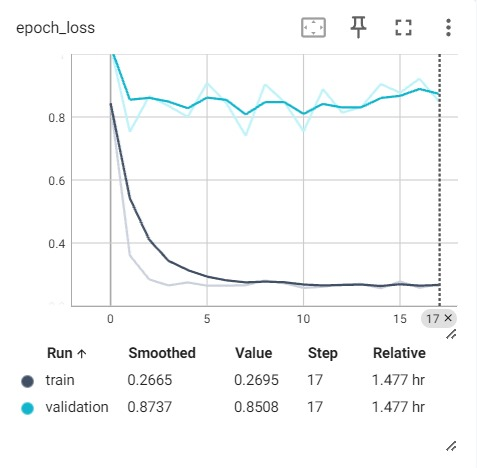 epoch_loss
0.8
0.6
0.4
0 5 10 15 17 ×
Run ↑ Smoothed Value Step Relative
train 0.2665 0.2695 17 1.477 hr
validation 0.8737 0.8508 17 1.477 hr